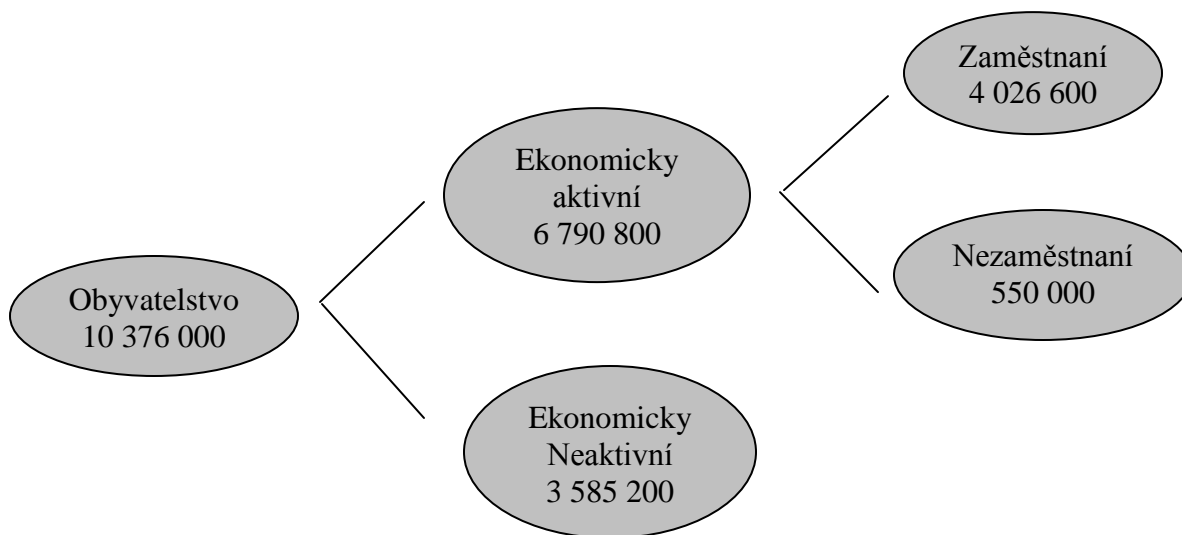 Zaměstnaní
4 026 600
Ekonomicky
aktivní
6 790 800
Nezaměstnaní
550 000
Obyvatelstvo
10 376 000
Ekonomicky
Neaktivní
3 585 200